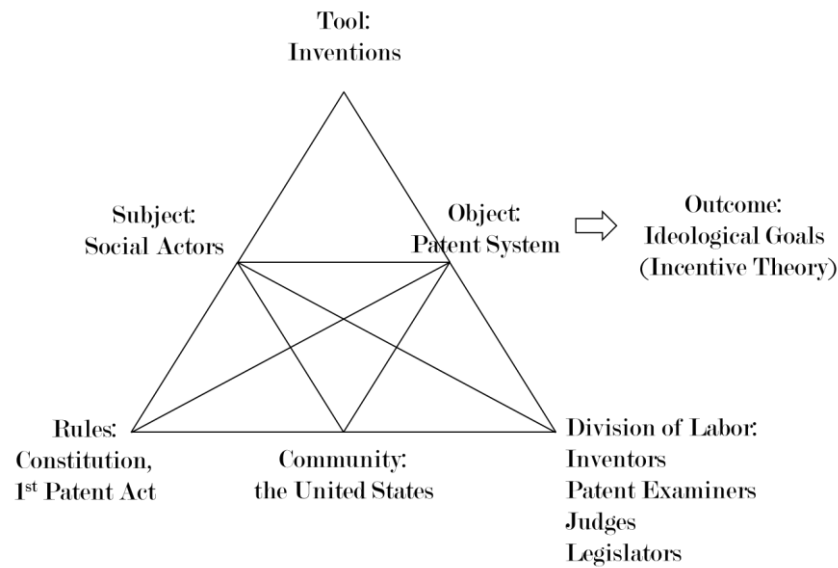 Tool:
Inventions
Subject:
Social Actors
Object:
Patent System
Outcome:
Ideological Goals
(Incentive Theory)
Rules:
Constitution,
1st Patent Act
Community:
the United States
Division of Labor:
Inventors
Patent Examiners
Judges
Legislators